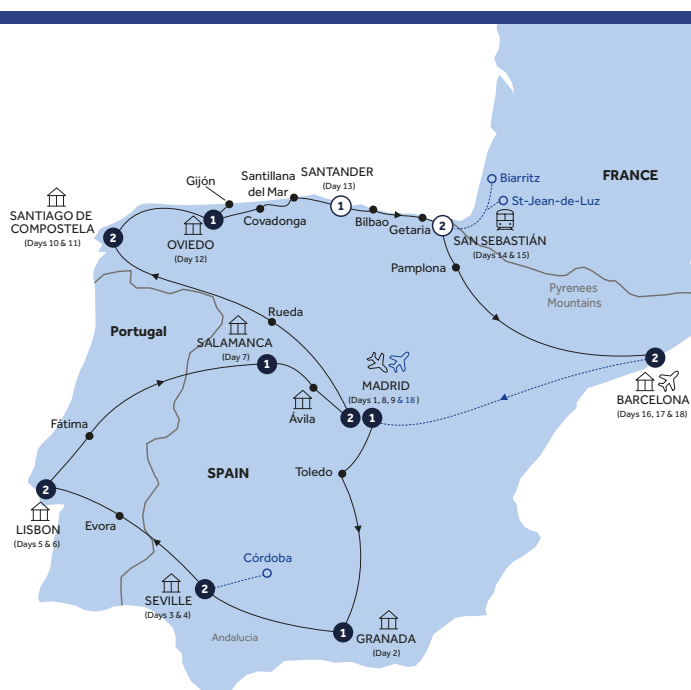 Biarritz
FRANCE
Gijón
Santillana
del Mar
SANTANDER
(Day 13)
St-Jean-de-Luz
1
SANTIAGO DE
COMPOSTELA
(Days 10 & 11)
2
1
OVIEDO
(Day 12)
Covadonga
Bilbao
Getaria
2
SAN SEBASTIÁN
(Days 14 & 15)
Pamplona
Pyrenees
Mountains
Rueda
Portugal
SALAMANCA
(Day 7)
1
MADRID
(Days 1, 8, 9 & 18)
2
BARCELONA
(Days 16, 17 & 18)
Ávila
2
1
Fátima
Toledo
SPAIN
2
LISBON
(Days 5 & 6)
Evora
Córdoba
2
SEVILLE
(Days 3 & 4)
Andalucia
1
GRANADA
(Day 2)